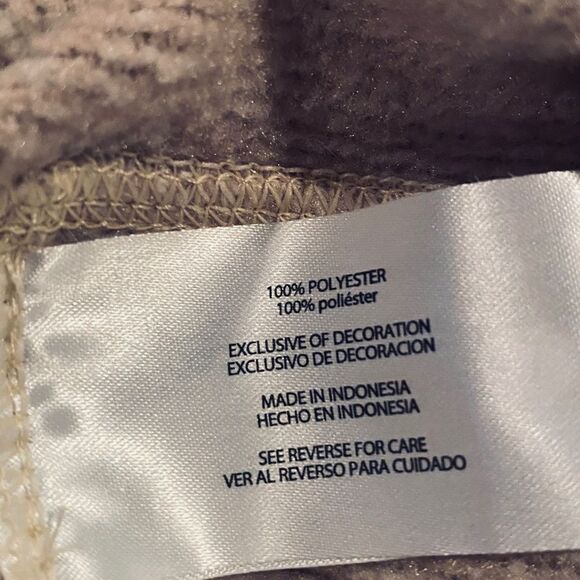 100% POLYESTER
100% poliéster
EXCLUSIVE OF DECORATION
EXCLUSIVO DE DECORACION
MADE IN INDONESIA
HECHO EN INDONESIA
SEE REVERSE FOR CARE
VER AL REVERSO PARA CUIDADO